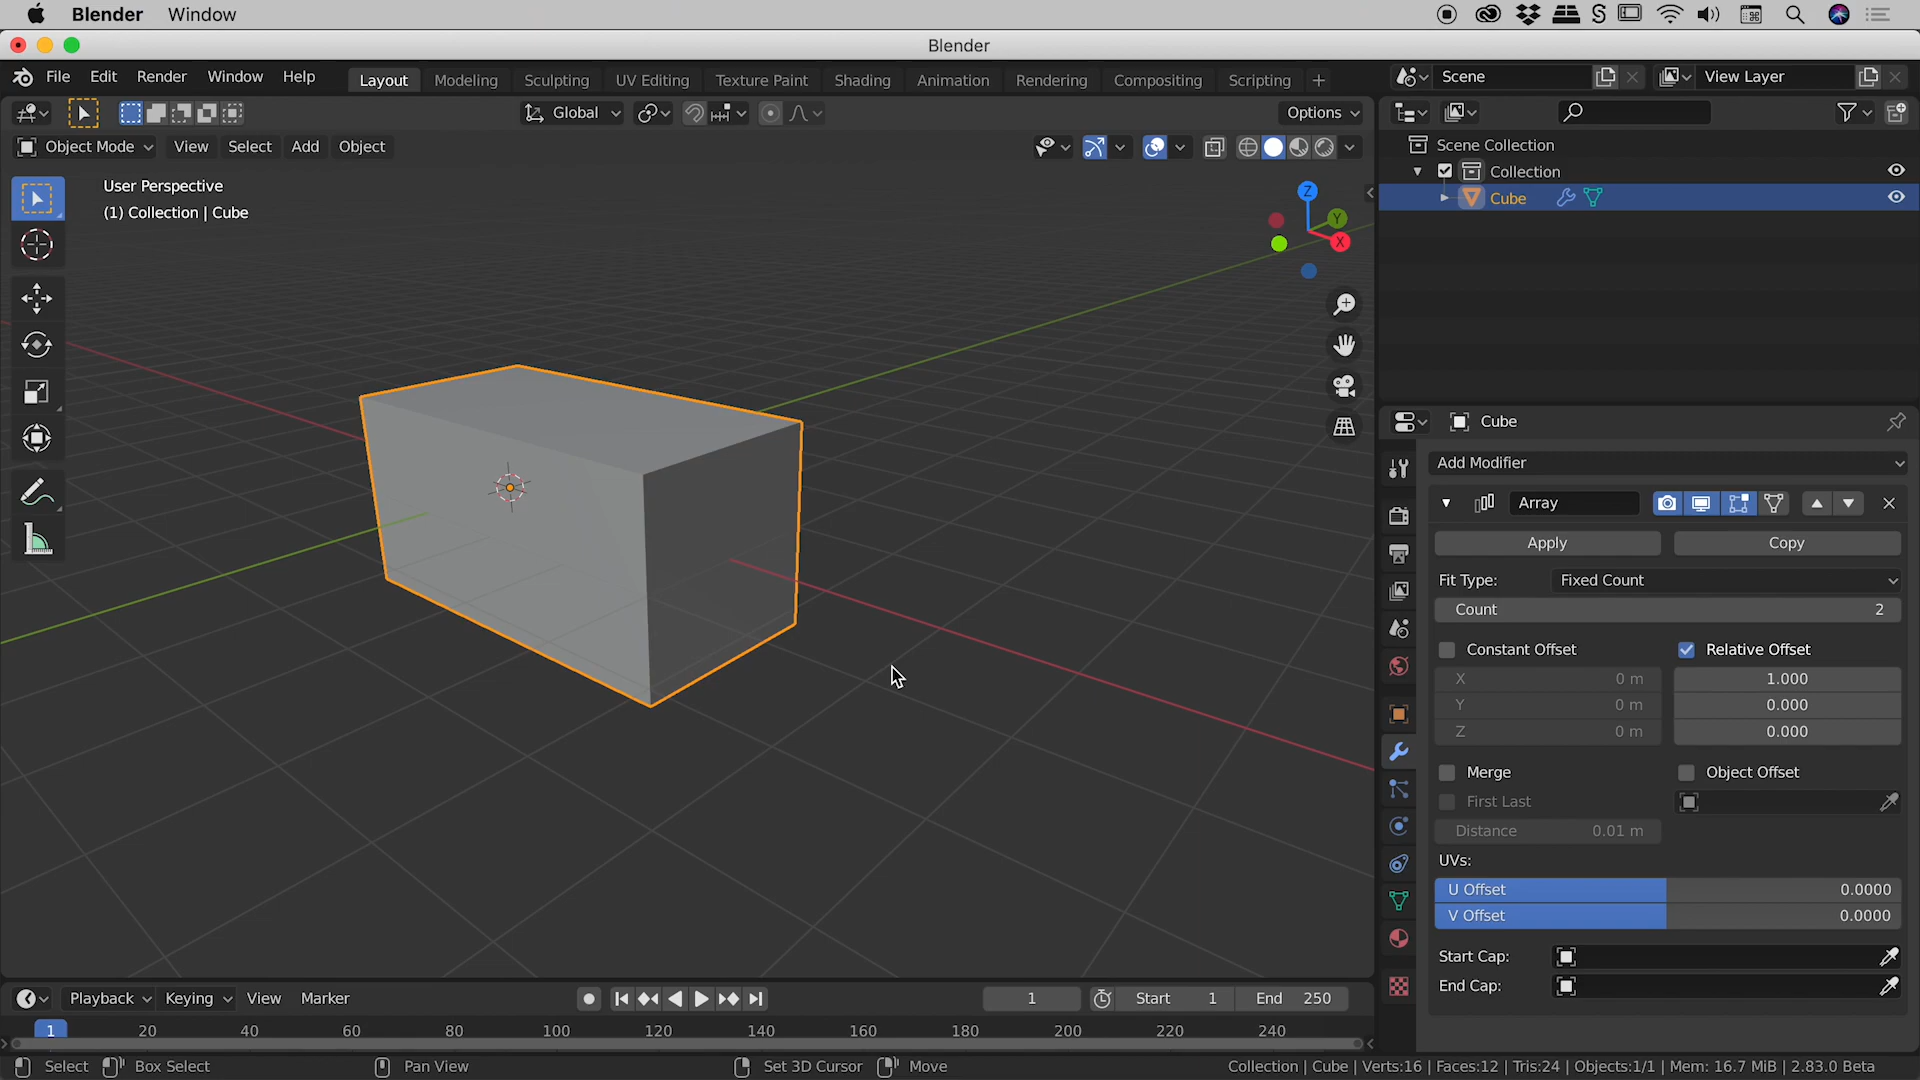 Blender Window
Blender
File Edit Render Window Help Layout Modeling Sculpting UV Editing Texture Paint Shading Animation Rendering Compositing Scripting + Scene View Layer
Global Options
Object Mode View Select Add Object
User Perspective
(1) Collection | Cube
Z
Y
X
Scene Collection
Collection
Cube
Cube
Add Modifier
Array
Apply Copy
Fit Type: Fixed Count
Count 2
Constant Offset Relative Offset
X 0 m 1.000
Y 0 m 0.000
Z 0 m 0.000
Merge Object Offset
First Last
Distance 0.01 m
UVs:
U Offset 0.0000
V Offset 0.0000
Start Cap:
End Cap:
Playback Keying View Marker 1 Start 1 End 250
1 20 40 60 80 100 120 140 160 180 200 220 240
Select Box Select Pan View Set 3D Cursor Move Collection | Cube | Verts:16 | Faces:12 | Tris:24 | Objects:1/1 | Mem: 16.7 MiB | 2.83.0 Beta